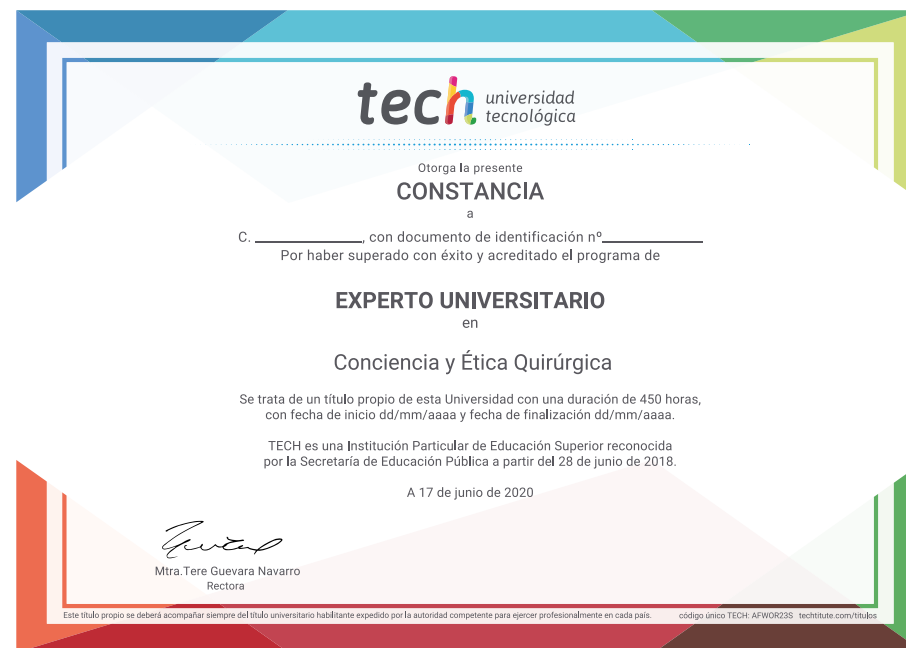 tech universidad
tecnológica
Otorga la presente
CONSTANCIA
a
C. ____________, con documento de identificación nº____________
Por haber superado con éxito y acreditado el programa de
EXPERTO UNIVERSITARIO
en
Conciencia y Ética Quirúrgica
Se trata de un título propio de esta Universidad con una duración de 450 horas,
con fecha de inicio dd/mm/aaaa y fecha de finalización dd/mm/aaaa.
TECH es una Institución Particular de Educación Superior reconocida
por la Secretaría de Educación Pública a partir del 28 de junio de 2018.
A 17 de junio de 2020
Mtra.Tere Guevara Navarro
Rectora
Este título propio se deberá acompañar siempre del título universitario habilitante expedido por la autoridad competente para ejercer profesionalmente en cada país. código único TECH: AFWOR23S techtitute.com/titulos